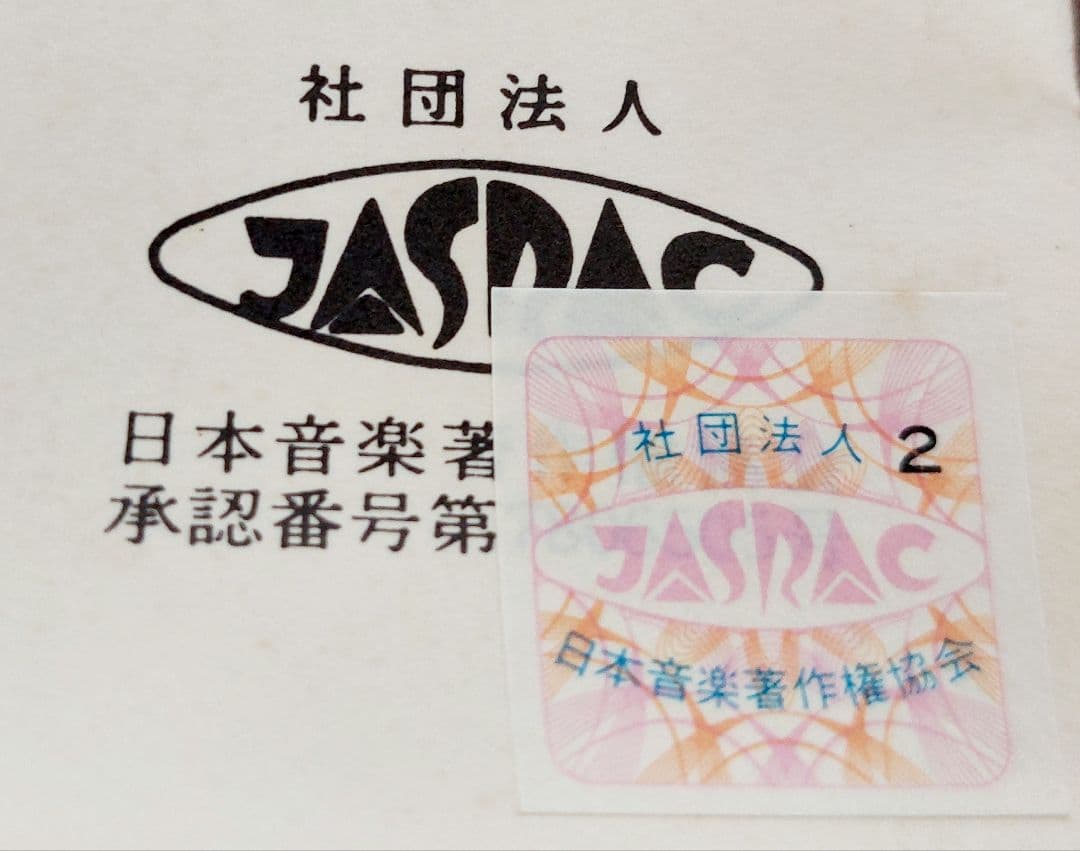 社団法人
JASRAC
日本音楽著
承認番号第
社団法人 2
JASRAC
日本音楽著作権協会